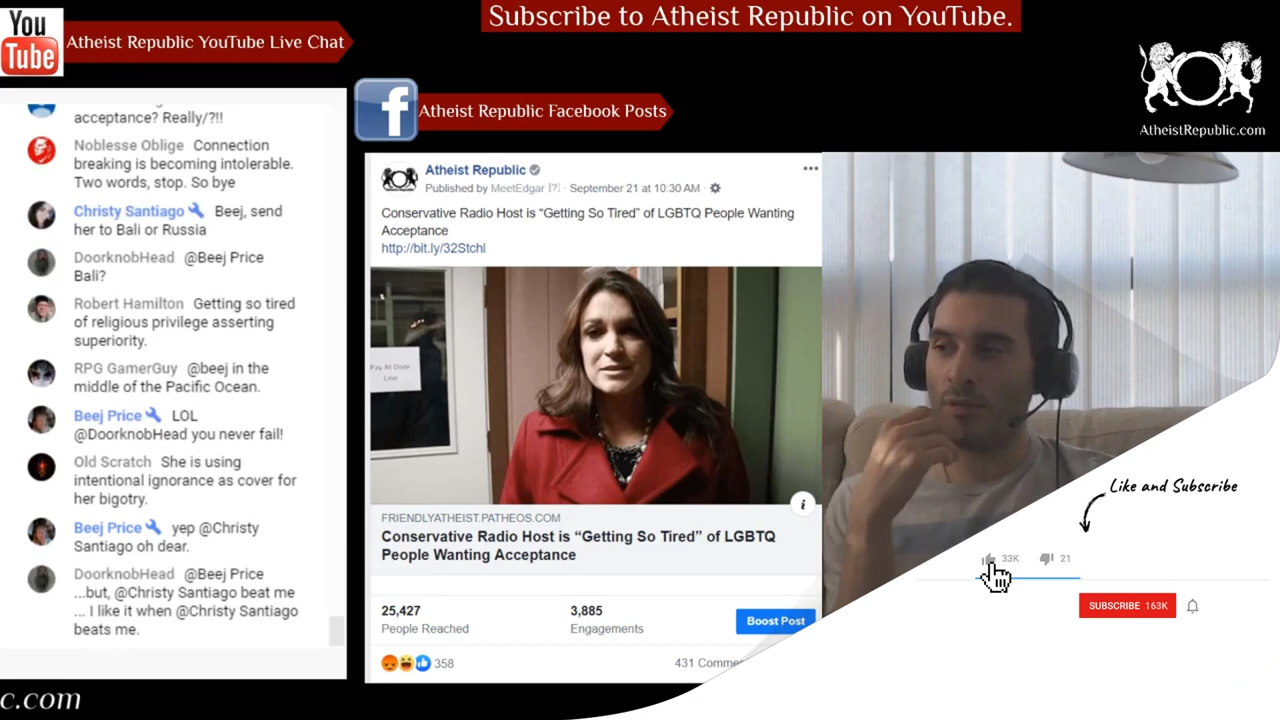 Subscribe to Atheist Republic on YouTube.
You
Tube
Atheist Republic YouTube Live Chat
AtheistRepublic.com
f
Atheist Republic Facebook Posts
acceptance? Really/?!!
Noblesse Oblige Connection
breaking is becoming intolerable.
Two words, stop. So bye
Christy Santiago Beej, send
her to Bali or Russia
DoorknobHead @Beej Price
Bali?
Robert Hamilton Getting so tired
of religious privilege asserting
superiority.
RPG GamerGuy @beej in the
middle of the Pacific Ocean.
Beej Price LOL
@DoorknobHead you never fail!
Old Scratch She is using
intentional ignorance as cover for
her bigotry.
Beej Price yep @Christy
Santiago oh dear.
DoorknobHead @Beej Price
...but, @Christy Santiago beat me
... I like it when @Christy Santiago
beats me.
Atheist Republic
Published by MeetEdgar [?] · September 21 at 10:30 AM ·
Conservative Radio Host is “Getting So Tired” of LGBTQ People Wanting
Acceptance
http://bit.ly/32Stchl
Pay At Door
Line
i
FRIENDLYATHEIST.PATHEOS.COM
Conservative Radio Host is “Getting So Tired” of LGBTQ
People Wanting Acceptance
25,427
People Reached
3,885
Engagements
Boost Post
358
431 Comme
Like and Subscribe
33K
21
SUBSCRIBE 163K
c.com